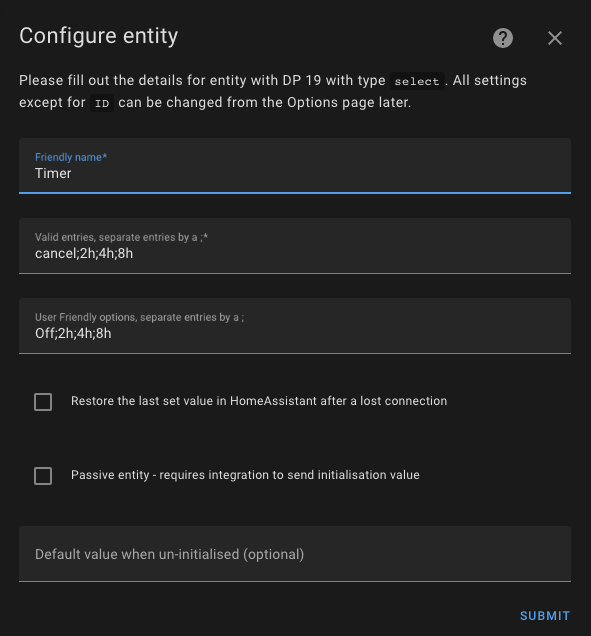 Configure entity
Please fill out the details for entity with DP 19 with type select . All settings
except for ID can be changed from the Options page later.
Friendly name*
Timer
Valid entries, separate entries by a ;*
cancel;2h;4h;8h
User Friendly options, separate entries by a ;
Off;2h;4h;8h
Restore the last set value in HomeAssistant after a lost connection
Passive entity - requires integration to send initialisation value
Default value when un-initialised (optional)
SUBMIT